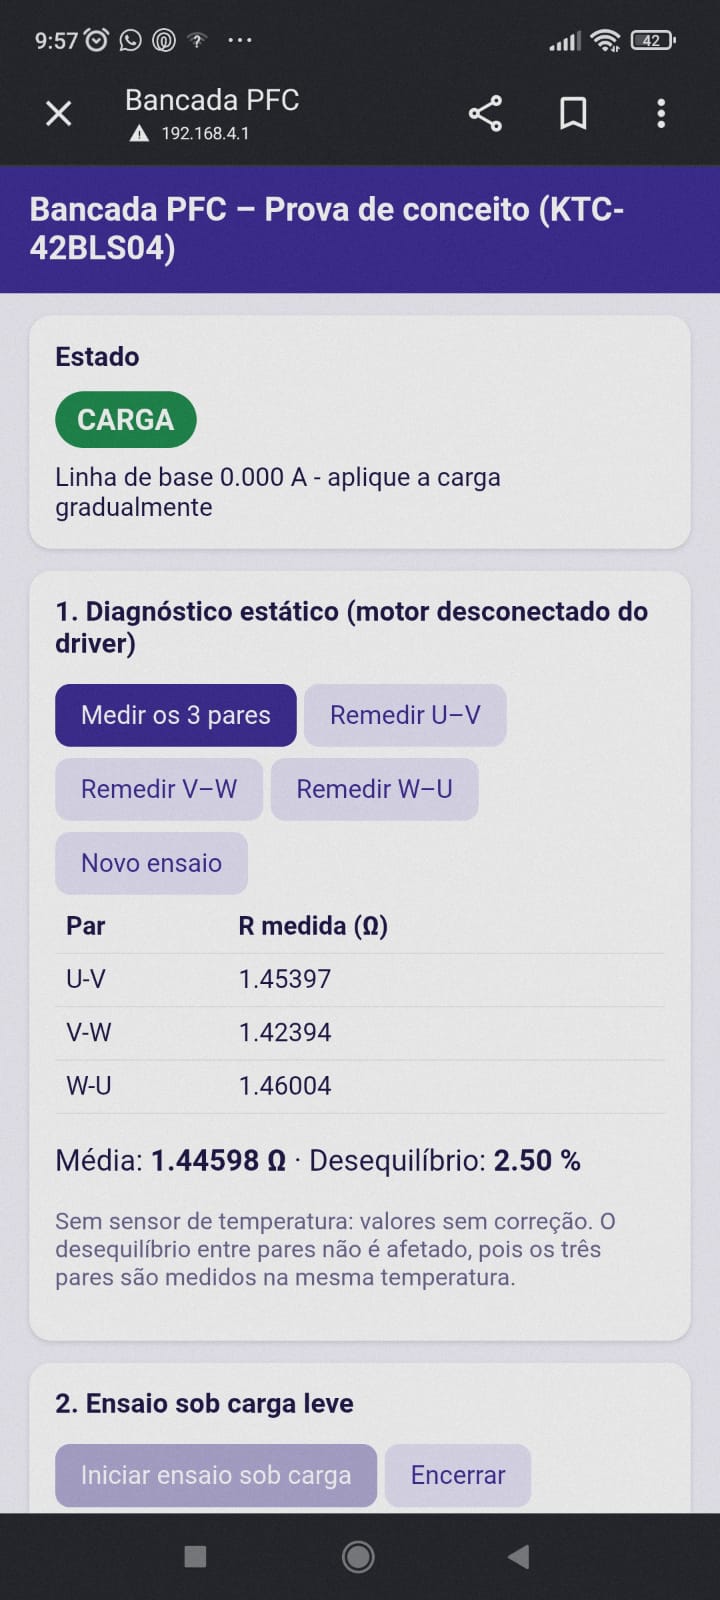 9:57
42
Bancada PFC
192.168.4.1
Bancada PFC – Prova de conceito (KTC-
42BLS04)
Estado
CARGA
Linha de base 0.000 A - aplique a carga
gradualmente
1. Diagnóstico estático (motor desconectado do
driver)
Medir os 3 pares
Remedir U–V
Remedir V–W
Remedir W–U
Novo ensaio
Par R medida (Ω)
U-V 1.45397
V-W 1.42394
W-U 1.46004
Média: 1.44598 Ω · Desequilíbrio: 2.50 %
Sem sensor de temperatura: valores sem correção. O
desequilíbrio entre pares não é afetado, pois os três
pares são medidos na mesma temperatura.
2. Ensaio sob carga leve
Iniciar ensaio sob carga
Encerrar